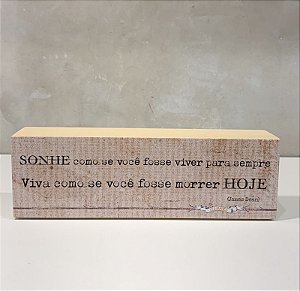 SONHE como se você fosse viver para sempre
Viva como se você fosse morrer HOJE